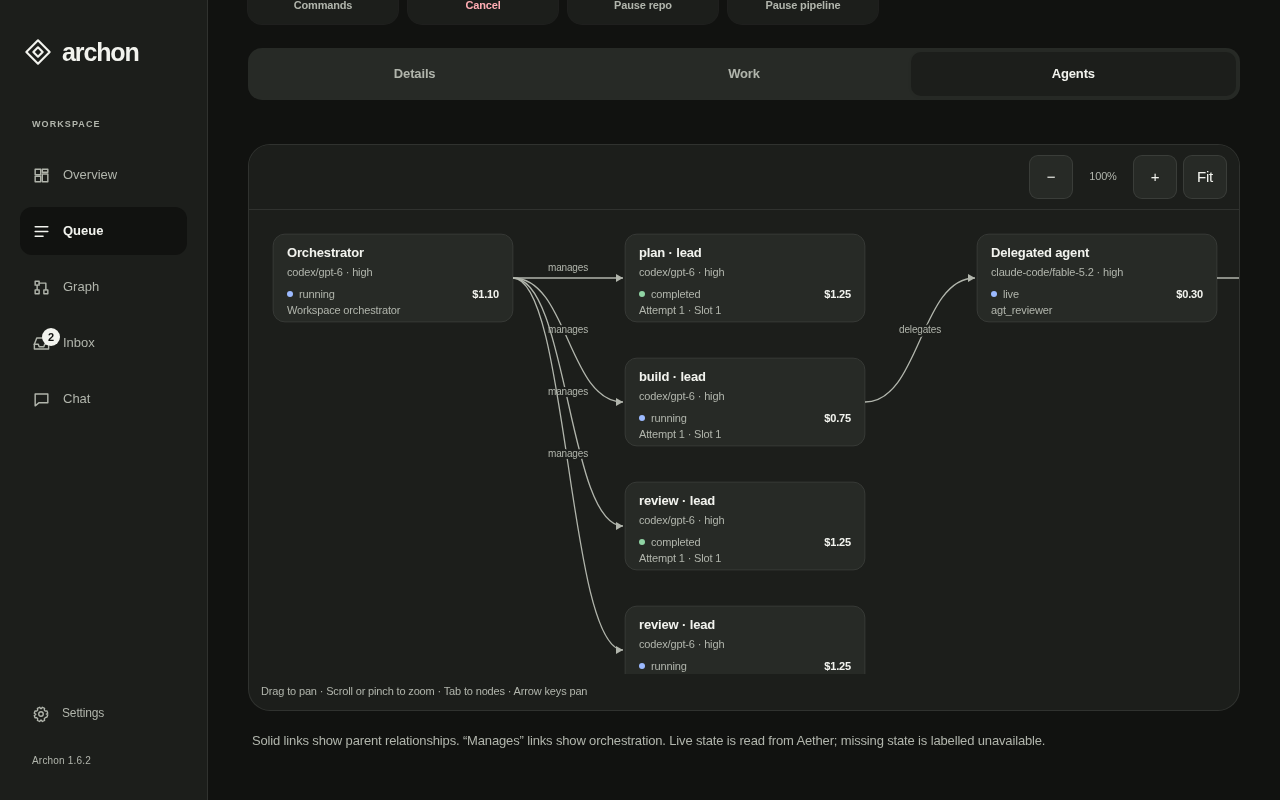 Commands
Cancel
Pause repo
Pause pipeline
archon
WORKSPACE
Overview
Queue
Graph
2
Inbox
Chat
Settings
Archon 1.6.2
Details
Work
Agents
−
100%
+
Fit
Orchestrator
codex/gpt-6 · high
running
$1.10
Workspace orchestrator
manages
manages
manages
manages
plan · lead
codex/gpt-6 · high
completed
$1.25
Attempt 1 · Slot 1
build · lead
codex/gpt-6 · high
running
$0.75
Attempt 1 · Slot 1
review · lead
codex/gpt-6 · high
completed
$1.25
Attempt 1 · Slot 1
review · lead
codex/gpt-6 · high
running
$1.25
delegates
Delegated agent
claude-code/fable-5.2 · high
live
$0.30
agt_reviewer
Drag to pan · Scroll or pinch to zoom · Tab to nodes · Arrow keys pan
Solid links show parent relationships. “Manages” links show orchestration. Live state is read from Aether; missing state is labelled unavailable.